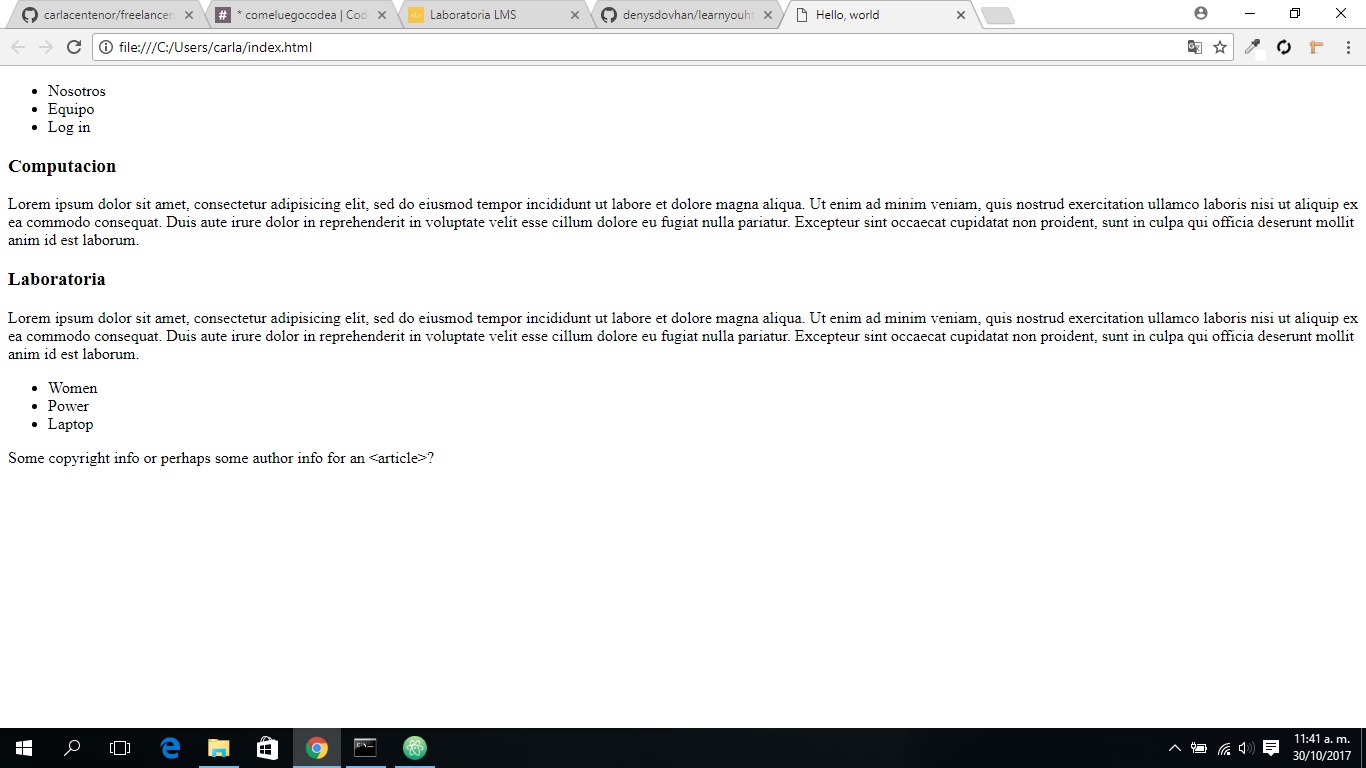 carlacentenor/freelancer
* comeluegocodea | Cod
Laboratoria LMS
denysdovhan/learnyouht
Hello, world
file:///C:/Users/carla/index.html
Nosotros
Equipo
Log in
Computacion
Lorem ipsum dolor sit amet, consectetur adipisicing elit, sed do eiusmod tempor incididunt ut labore et dolore magna aliqua. Ut enim ad minim veniam, quis nostrud exercitation ullamco laboris nisi ut aliquip ex
ea commodo consequat. Duis aute irure dolor in reprehenderit in voluptate velit esse cillum dolore eu fugiat nulla pariatur. Excepteur sint occaecat cupidatat non proident, sunt in culpa qui officia deserunt mollit
anim id est laborum.
Laboratoria
Lorem ipsum dolor sit amet, consectetur adipisicing elit, sed do eiusmod tempor incididunt ut labore et dolore magna aliqua. Ut enim ad minim veniam, quis nostrud exercitation ullamco laboris nisi ut aliquip ex
ea commodo consequat. Duis aute irure dolor in reprehenderit in voluptate velit esse cillum dolore eu fugiat nulla pariatur. Excepteur sint occaecat cupidatat non proident, sunt in culpa qui officia deserunt mollit
anim id est laborum.
Women
Power
Laptop
Some copyright info or perhaps some author info for an <article>?
11:41 a. m.
30/10/2017